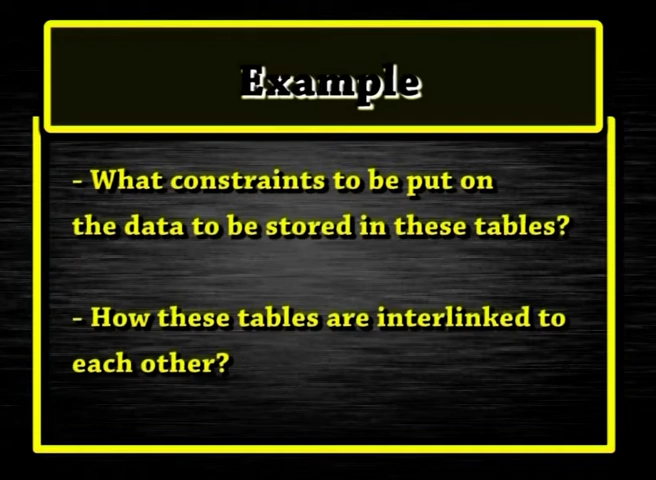 Example
- What constraints to be put on
the data to be stored in these tables?
- How these tables are interlinked to
each other?